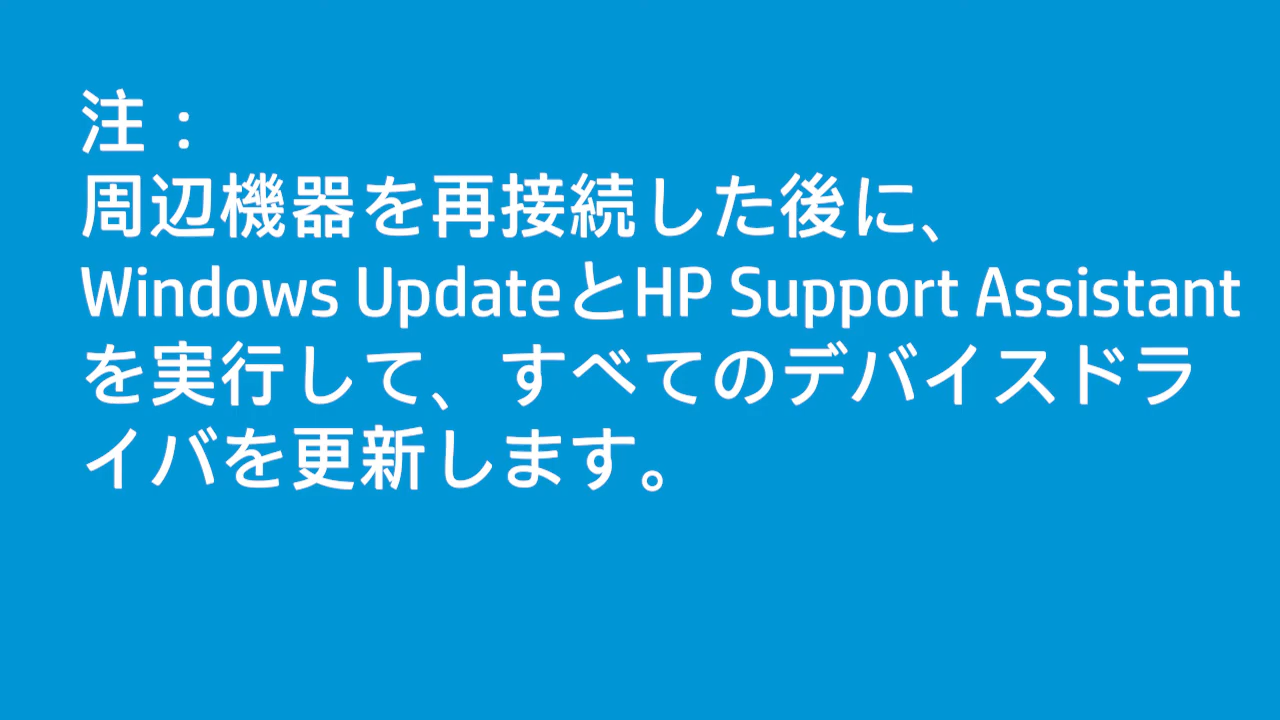 注：
周辺機器を再接続した後に、
Windows UpdateとHP Support Assistant
を実行して、すべてのデバイスドラ
イバを更新します。